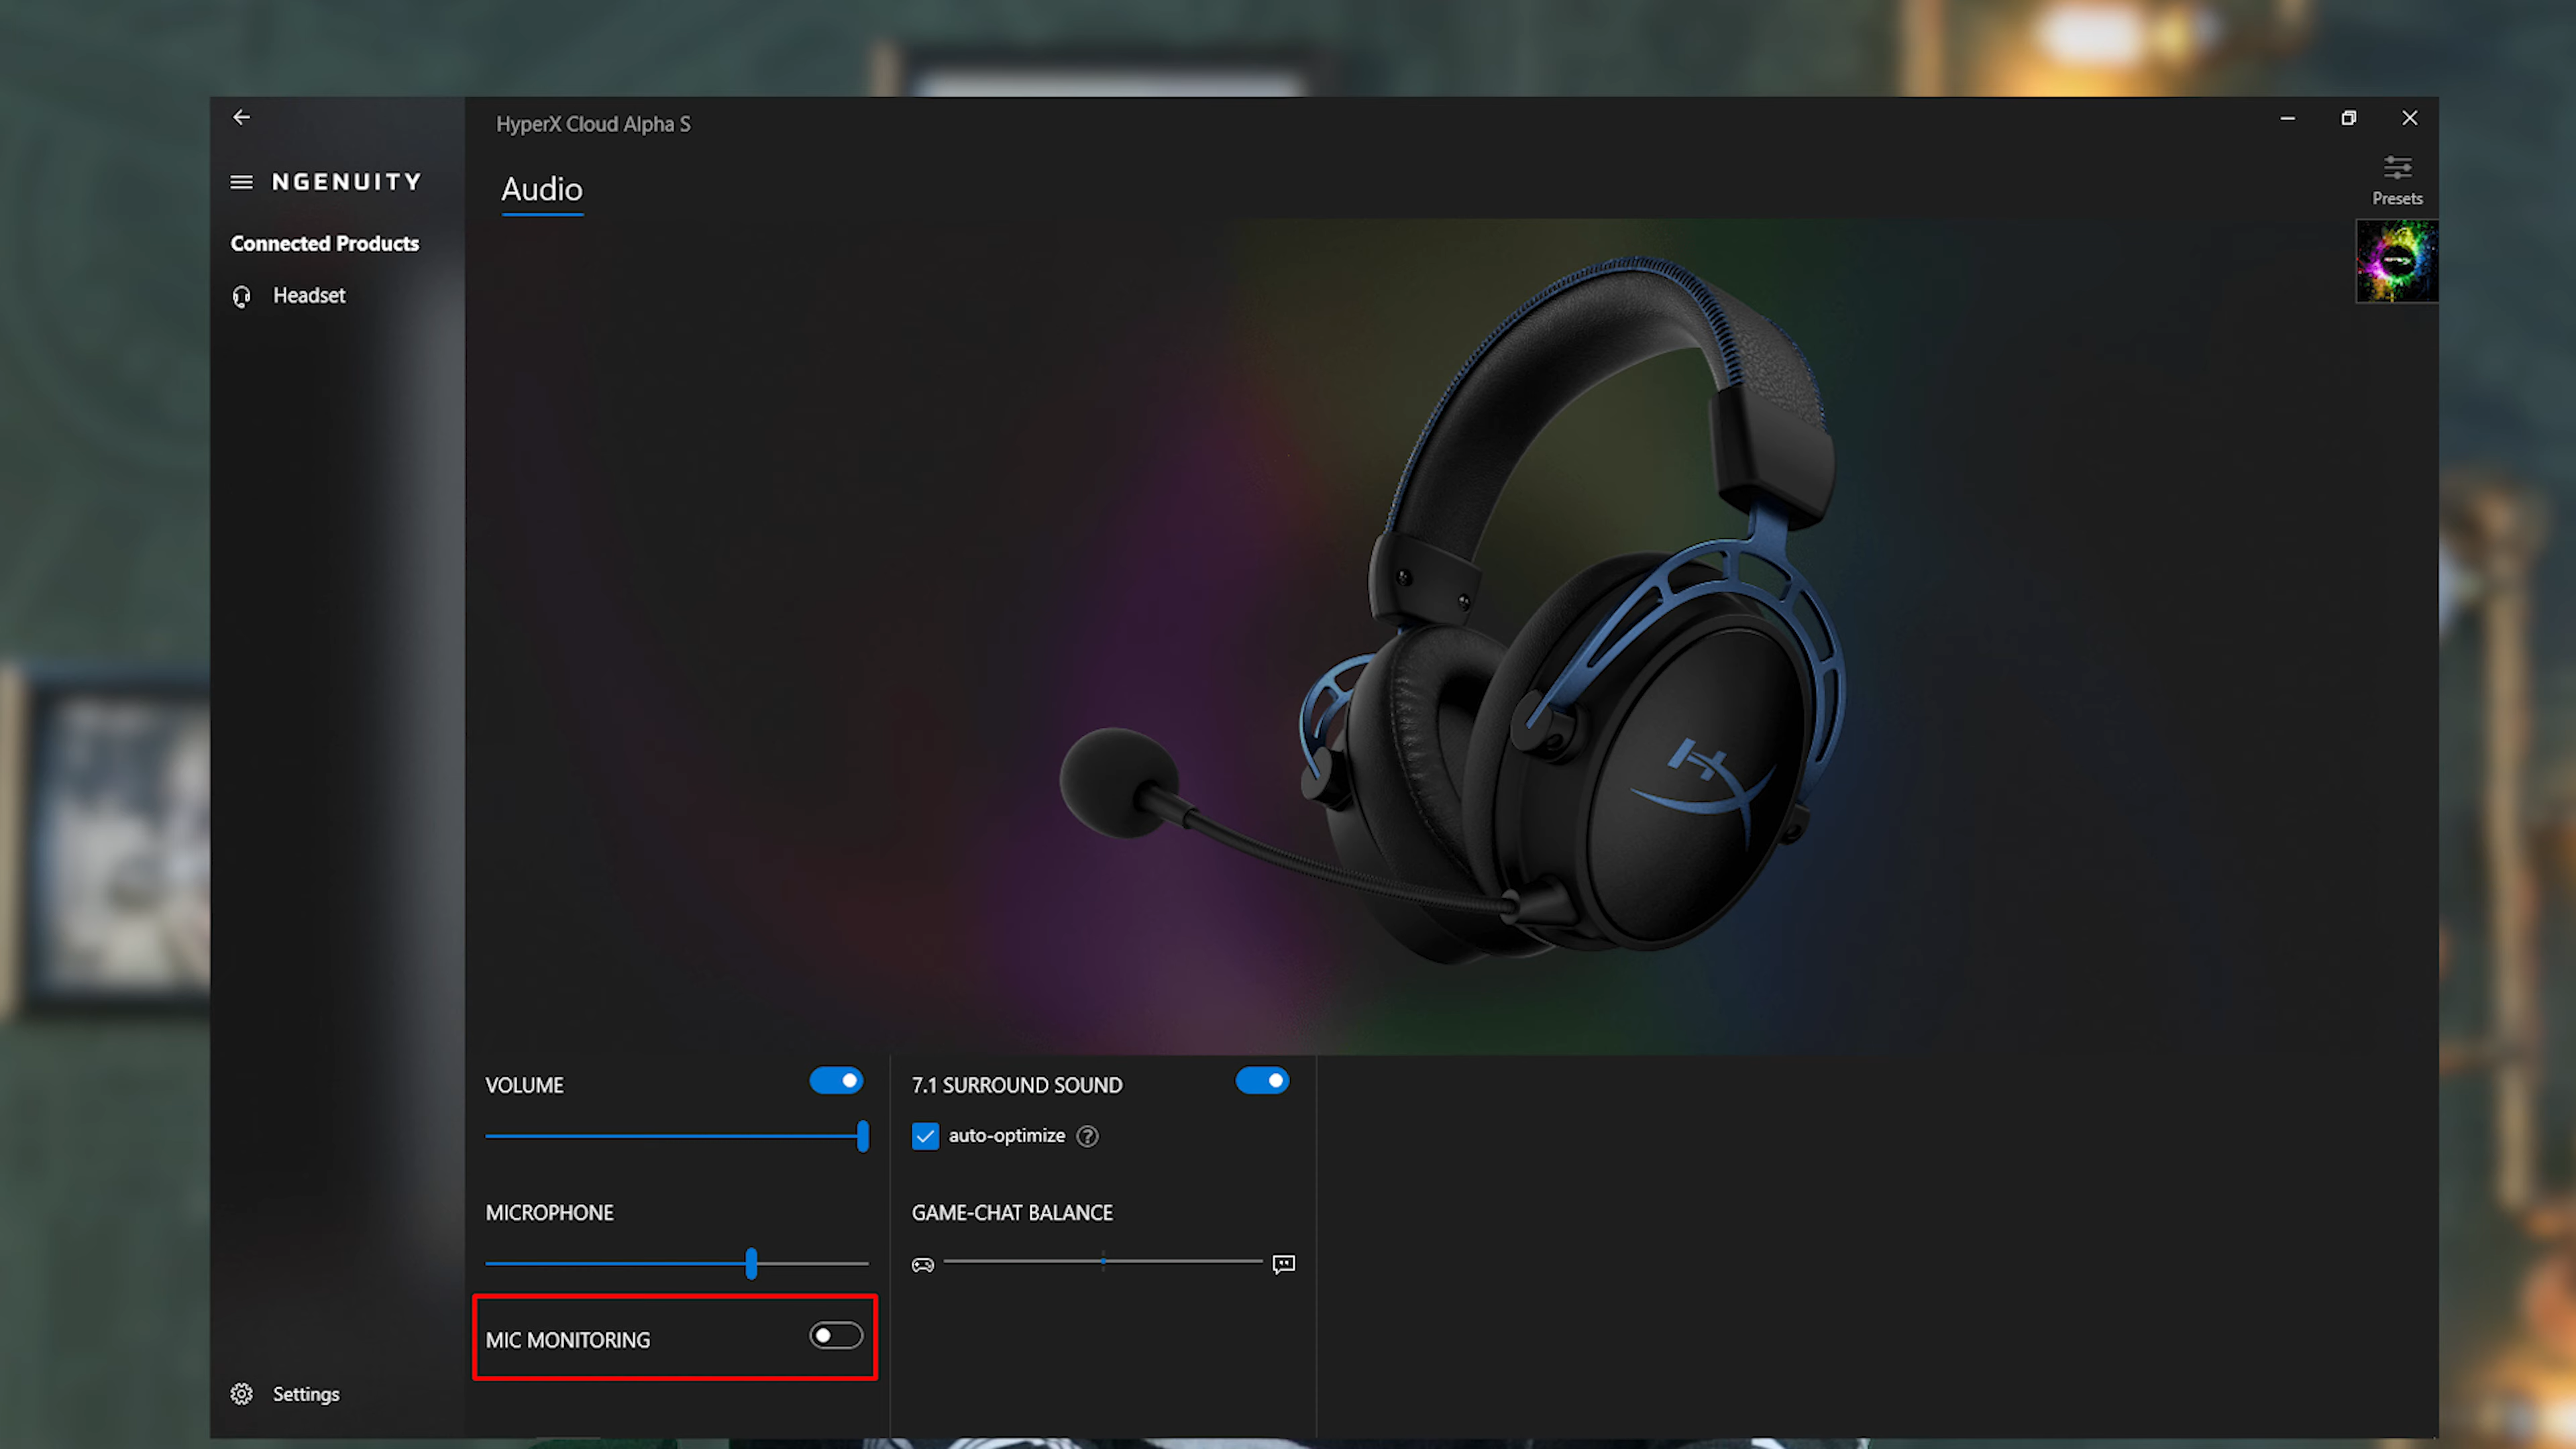 HyperX Cloud Alpha S
NGENUITY
Audio
Presets
Connected Products
Headset
VOLUME
7.1 SURROUND SOUND
auto-optimize ?
MICROPHONE
GAME-CHAT BALANCE
MIC MONITORING
Settings